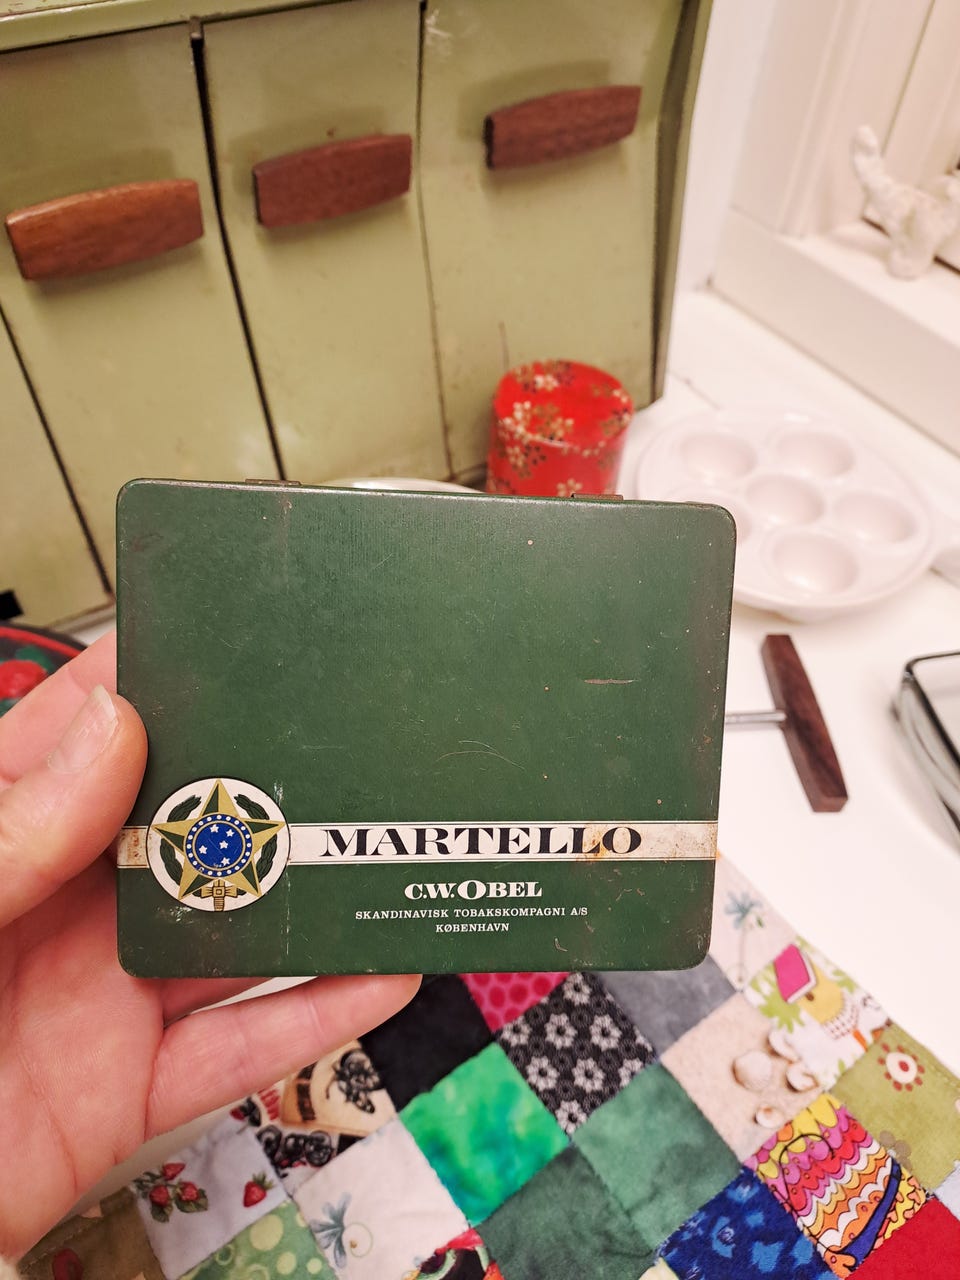 MARTELLO
C.W. OBEL
SKANDINAVISK TOBAKSKOMPAGNI A/S
KØBENHAVN